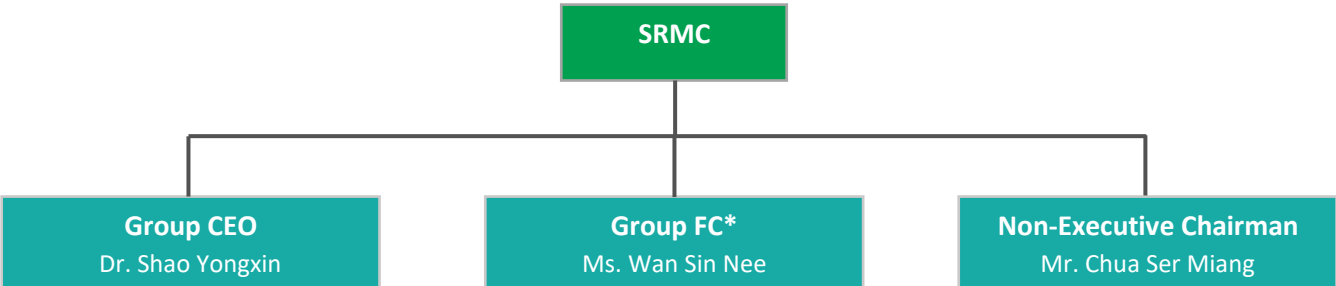 SRMC
Group CEO
Dr. Shao Yongxin
Group FC*
Ms. Wan Sin Nee
Non-Executive Chairman
Mr. Chua Ser Miang